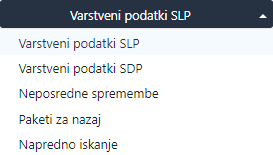 Varstveni podatki SLP
Varstveni podatki SLP
Varstveni podatki SDP
Neposredne spremembe
Paketi za nazaj
Napredno iskanje